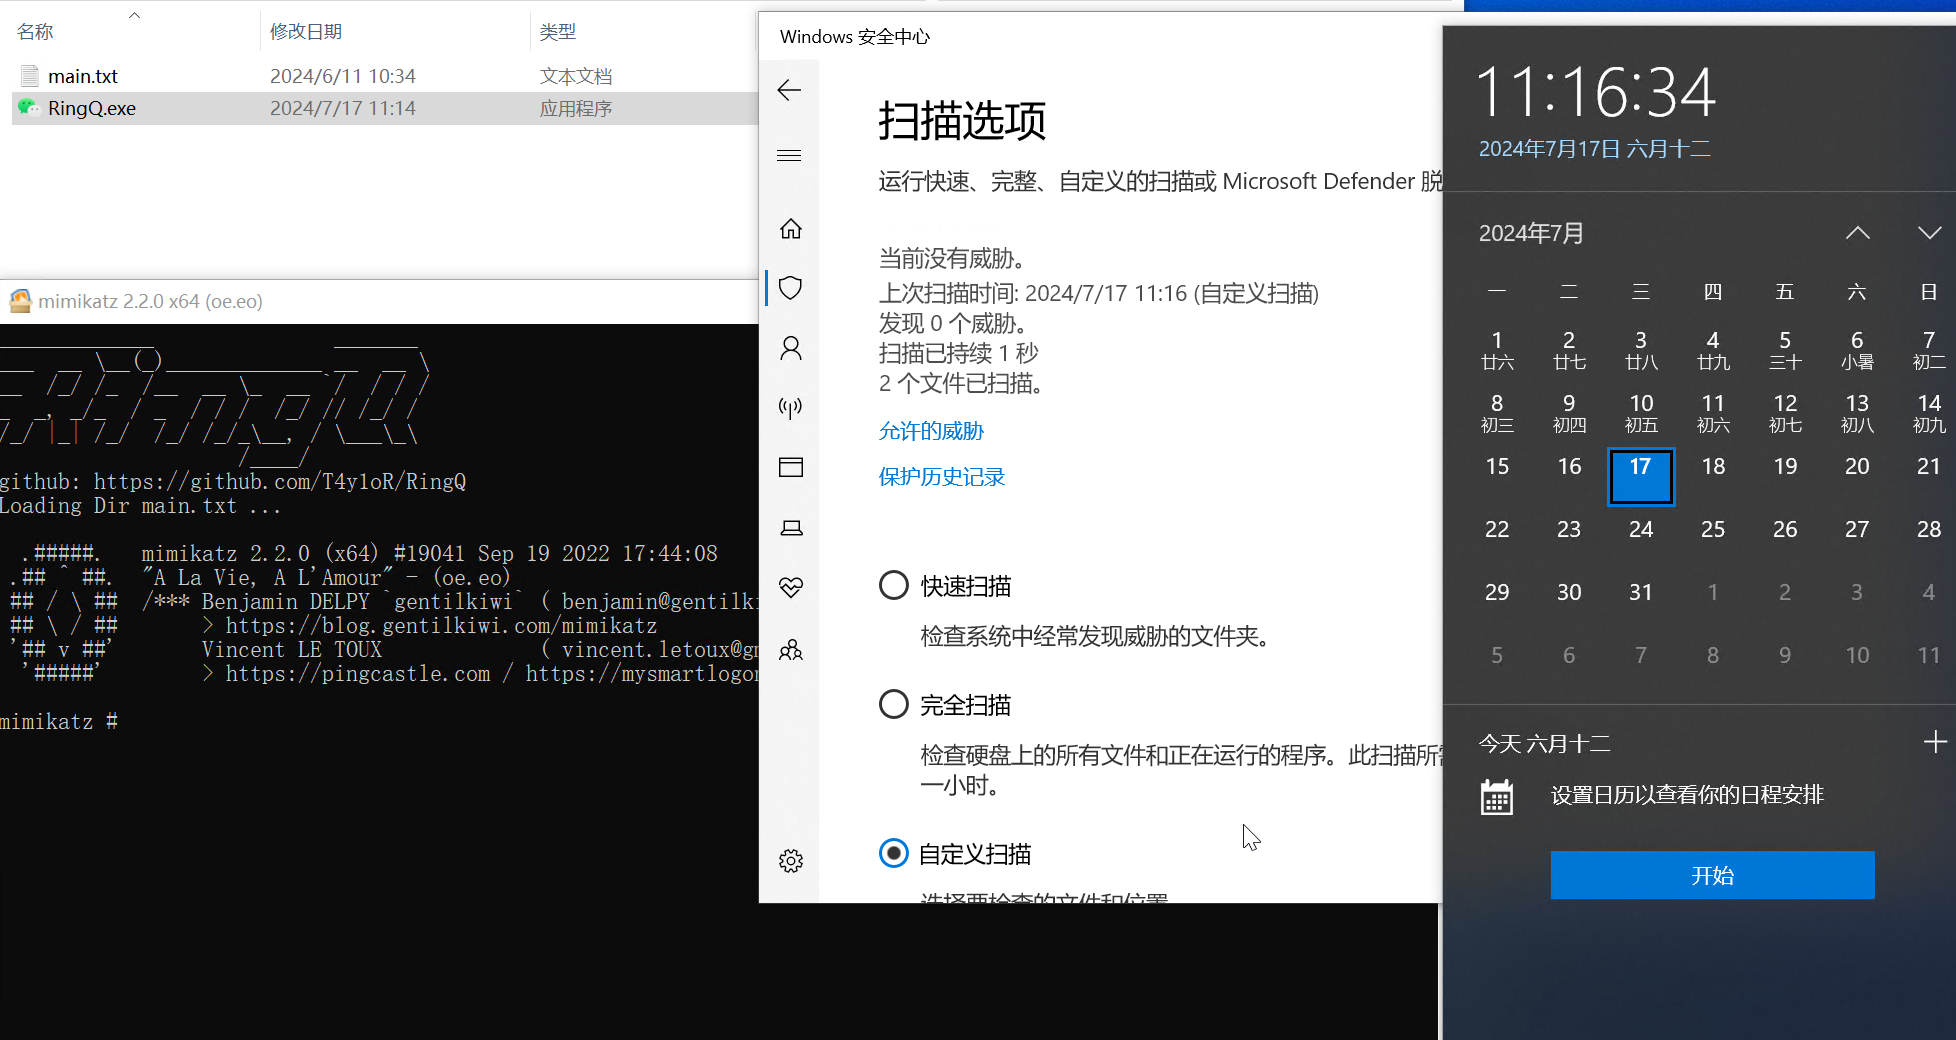 名称 修改日期 类型
main.txt 2024/6/11 10:34 文本文档
RingQ.exe 2024/7/17 11:14 应用程序
mimikatz 2.2.0 x64 (oe.eo)
github: https://github.com/T4y1oR/RingQ
Loading Dir main.txt ...
.#####. mimikatz 2.2.0 (x64) #19041 Sep 19 2022 17:44:08
.## ^ ##. "A La Vie, A L'Amour" - (oe.eo)
## / \ ## /*** Benjamin DELPY `gentilkiwi` ( benjamin@gentilki
## \ / ## > https://blog.gentilkiwi.com/mimikatz
'## v ##' Vincent LE TOUX ( vincent.letoux@gm
'#####' > https://pingcastle.com / https://mysmartlogon
mimikatz #
Windows 安全中心
扫描选项
运行快速、完整、自定义的扫描或 Microsoft Defender 脱
当前没有威胁。
上次扫描时间: 2024/7/17 11:16 (自定义扫描)
发现 0 个威胁。
扫描已持续 1 秒
2 个文件已扫描。
允许的威胁
保护历史记录
快速扫描
检查系统中经常发现威胁的文件夹。
完全扫描
检查硬盘上的所有文件和正在运行的程序。此扫描所需
一小时。
自定义扫描
选择要检查的文件和位置
11:16:34
2024年7月17日 六月十二
2024年7月
一 二 三 四 五 六 日
1 2 3 4 5 6 7
廿六 廿七 廿八 廿九 三十 小暑 初二
8 9 10 11 12 13 14
初三 初四 初五 初六 初七 初八 初九
15 16 17 18 19 20 21
22 23 24 25 26 27 28
29 30 31 1 2 3 4
5 6 7 8 9 10 11
今天 六月十二
设置日历以查看你的日程安排
开始